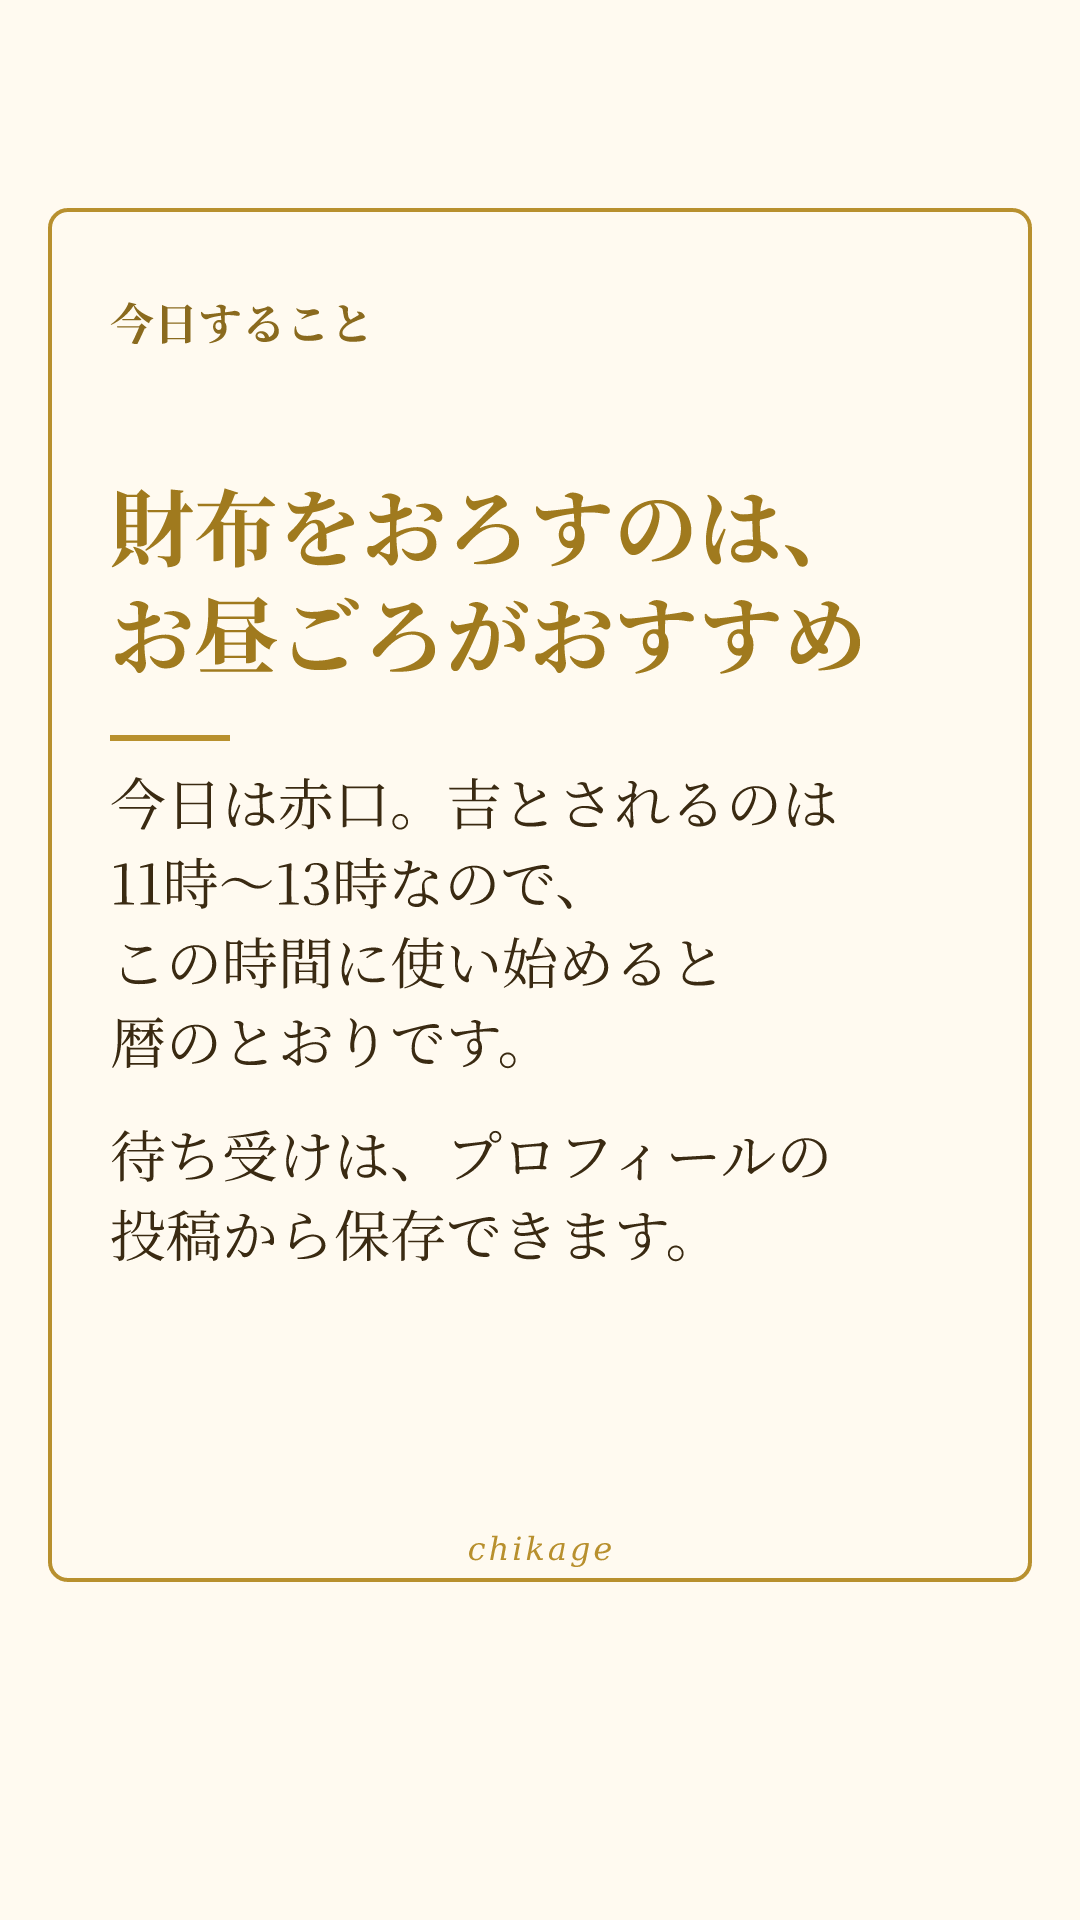 今日すること
財布をおろすのは、
お昼ごろがおすすめ
今日は赤口。吉とされるのは
11時〜13時なので、
この時間に使い始めると
暦のとおりです。
待ち受けは、プロフィールの
投稿から保存できます。
chikage